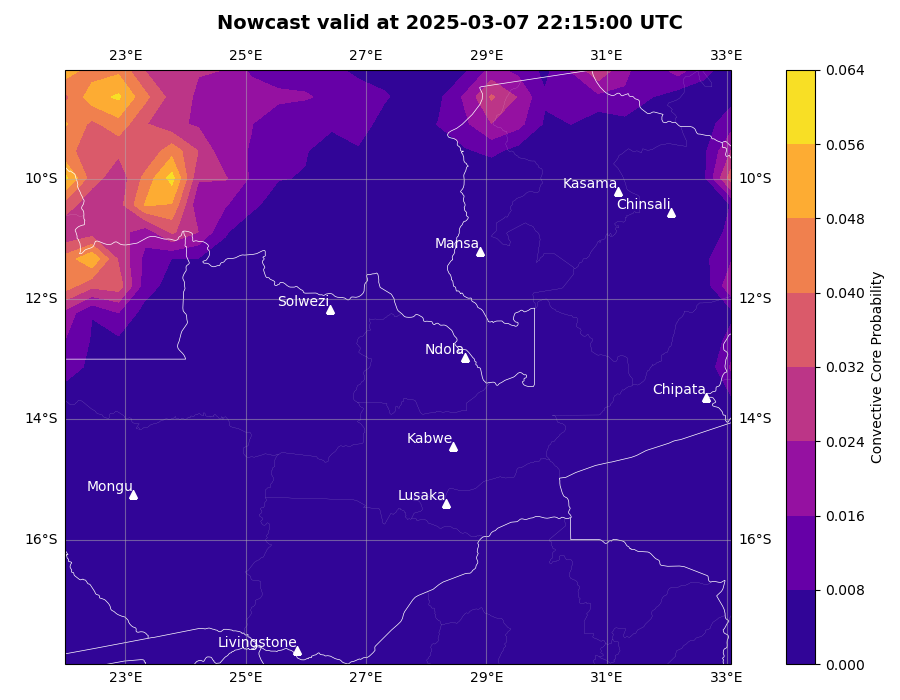 Nowcast valid at 2025-03-07 22:15:00 UTC
23°E 25°E 27°E 29°E 31°E 33°E
0.064
0.056
10°S 10°S
Kasama
Chinsali
0.048
Mansa
0.040
12°S 12°S
Solwezi
Convective Core Probability
0.032
Ndola
Chipata
14°S 14°S
0.024
Kabwe
Mongu
Lusaka
0.016
16°S 16°S
0.008
Livingstone
0.000
23°E 25°E 27°E 29°E 31°E 33°E